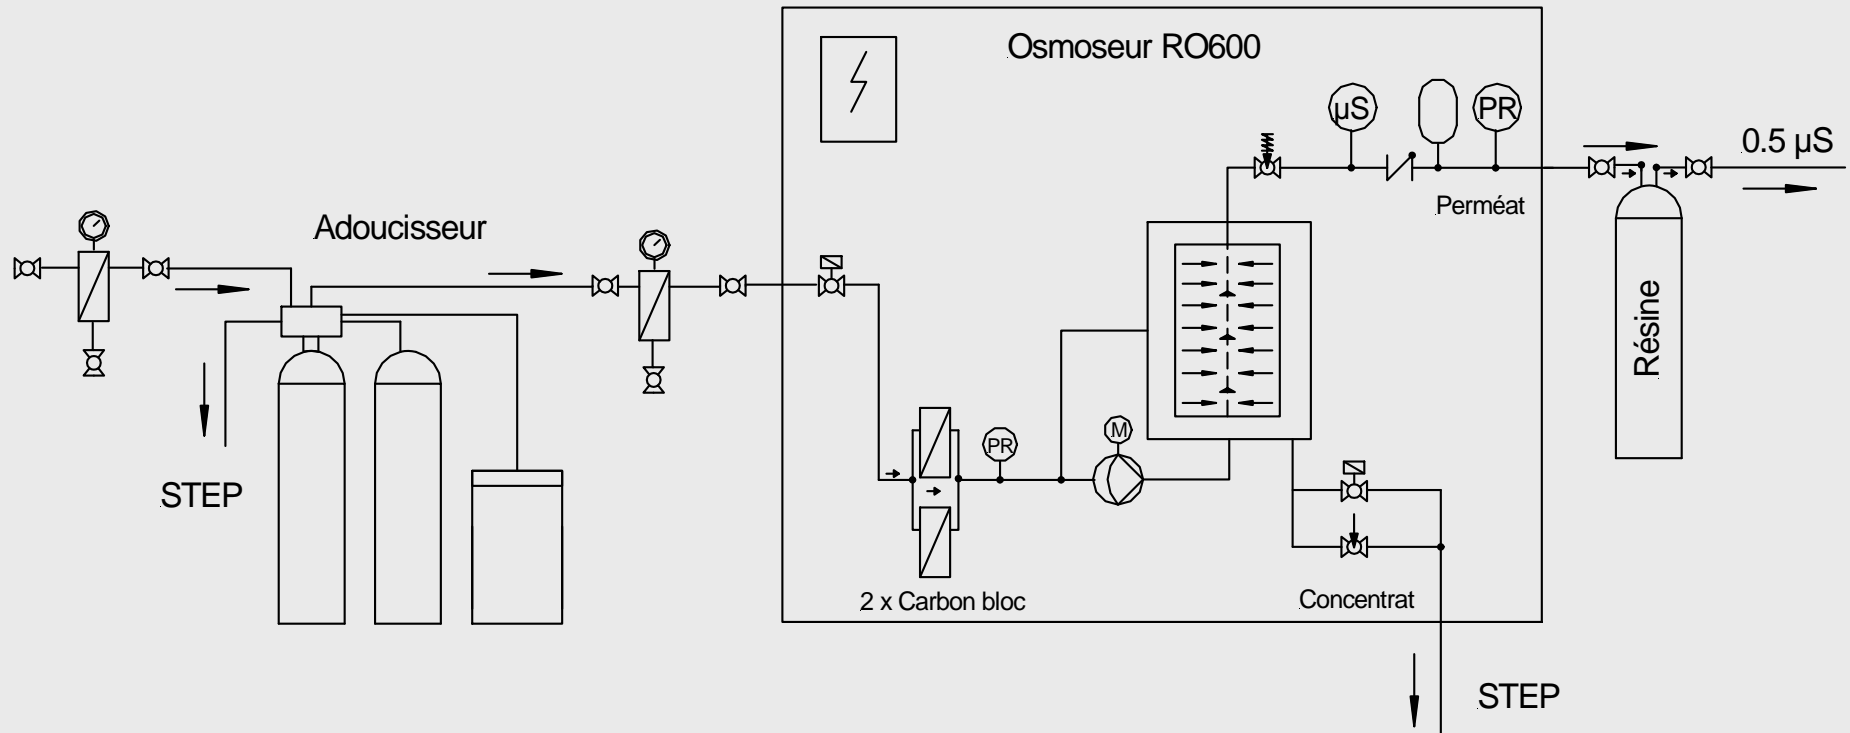 Osmoseur RO600
µS
PR
0.5 µS
Perméat
Adoucisseur
Résine
M
PR
STEP
2 x Carbon bloc
Concentrat
STEP